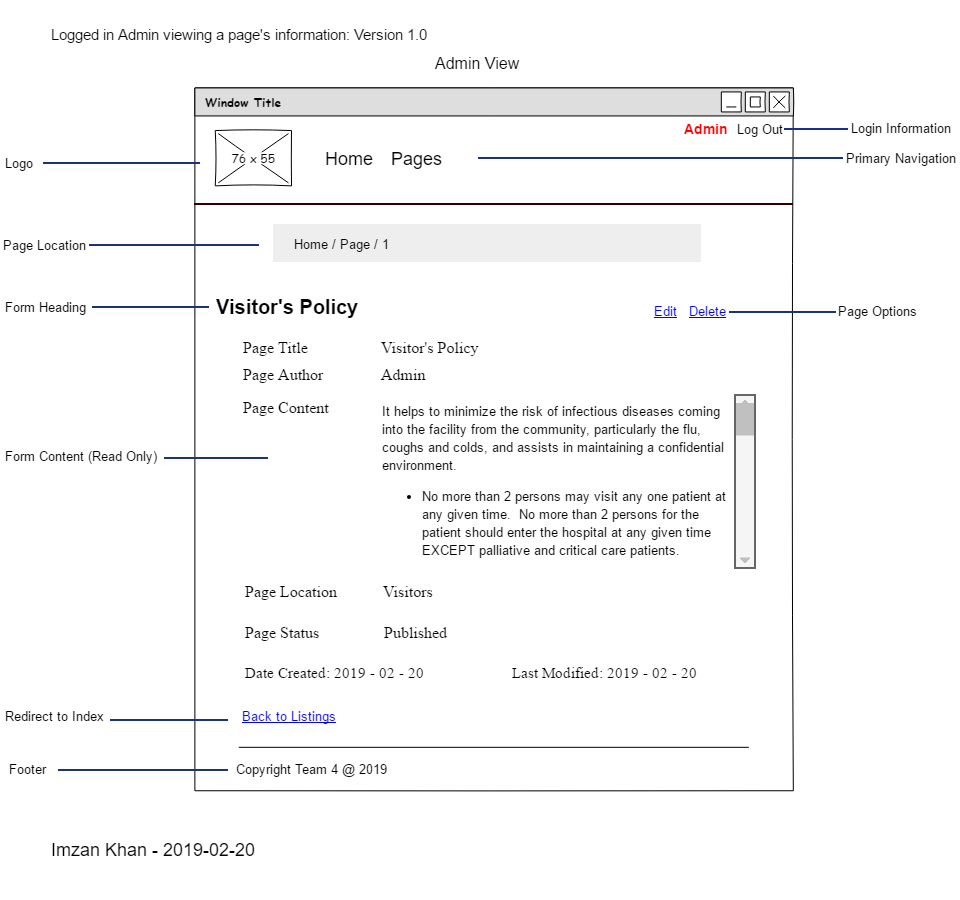 Logged in Admin viewing a page's information: Version 1.0
Admin View
Window Title
Admin Log Out
Login Information
Logo
76 x 55
Home Pages
Primary Navigation
Page Location
Home / Page / 1
Form Heading
Visitor's Policy
Edit Delete
Page Options
Page Title Visitor's Policy
Page Author Admin
Page Content
It helps to minimize the risk of infectious diseases coming
into the facility from the community, particularly the flu,
coughs and colds, and assists in maintaining a confidential
environment.
Form Content (Read Only)
• No more than 2 persons may visit any one patient at
any given time.  No more than 2 persons for the
patient should enter the hospital at any given time
EXCEPT palliative and critical care patients.
Page Location Visitors
Page Status Published
Date Created: 2019 - 02 - 20 Last Modified: 2019 - 02 - 20
Redirect to Index
Back to Listings
Footer
Copyright Team 4 @ 2019
Imzan Khan - 2019-02-20